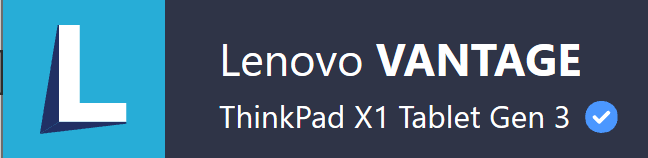 L
Lenovo VANTAGE
ThinkPad X1 Tablet Gen 3